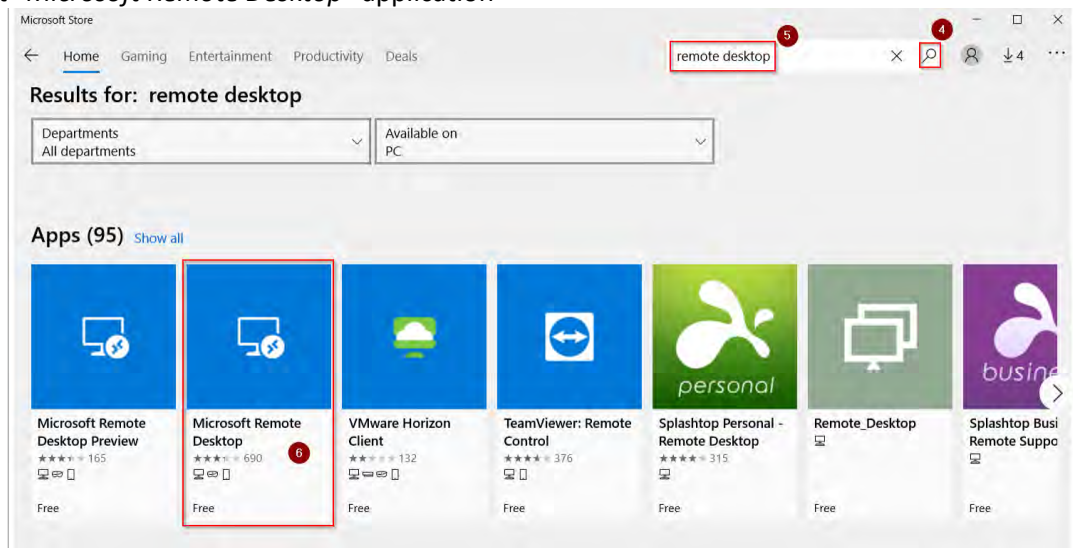 "Microsoft Remote Desktop" application
Microsoft Store
4
5
Home Gaming Entertainment Productivity Deals
remote desktop
4
Results for: remote desktop
Departments
All departments
Available on
PC
Apps (95) Show all
personal
busine
Microsoft Remote
Desktop Preview
165
Free
Microsoft Remote
Desktop
690
6
Free
VMware Horizon
Client
132
Free
TeamViewer: Remote
Control
376
Free
Splashtop Personal -
Remote Desktop
315
Free
Remote_Desktop
Free
Splashtop Busi
Remote Suppo
Free